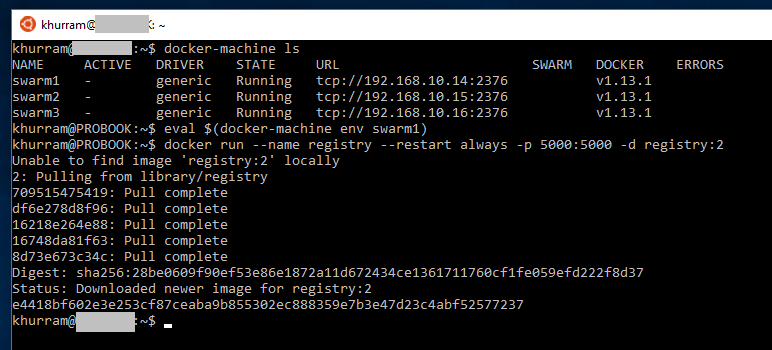 khurram@ : ~
khurram@ :~$ docker-machine ls
NAME ACTIVE DRIVER STATE URL SWARM DOCKER ERRORS
swarm1 - generic Running tcp://192.168.10.14:2376 v1.13.1
swarm2 - generic Running tcp://192.168.10.15:2376 v1.13.1
swarm3 - generic Running tcp://192.168.10.16:2376 v1.13.1
khurram@PROBOOK:~$ eval $(docker-machine env swarm1)
khurram@PROBOOK:~$ docker run --name registry --restart always -p 5000:5000 -d registry:2
Unable to find image 'registry:2' locally
2: Pulling from library/registry
709515475419: Pull complete
df6e278d8f96: Pull complete
16218e264e88: Pull complete
16748da81f63: Pull complete
8d73e673c34c: Pull complete
Digest: sha256:28be0609f90ef53e86e1872a11d672434ce1361711760cf1fe059efd222f8d37
Status: Downloaded newer image for registry:2
e4418bf602e3e253cf87ceaba9b855302ec888359e7b3e47d23c4abf52577237
khurram@ :~$